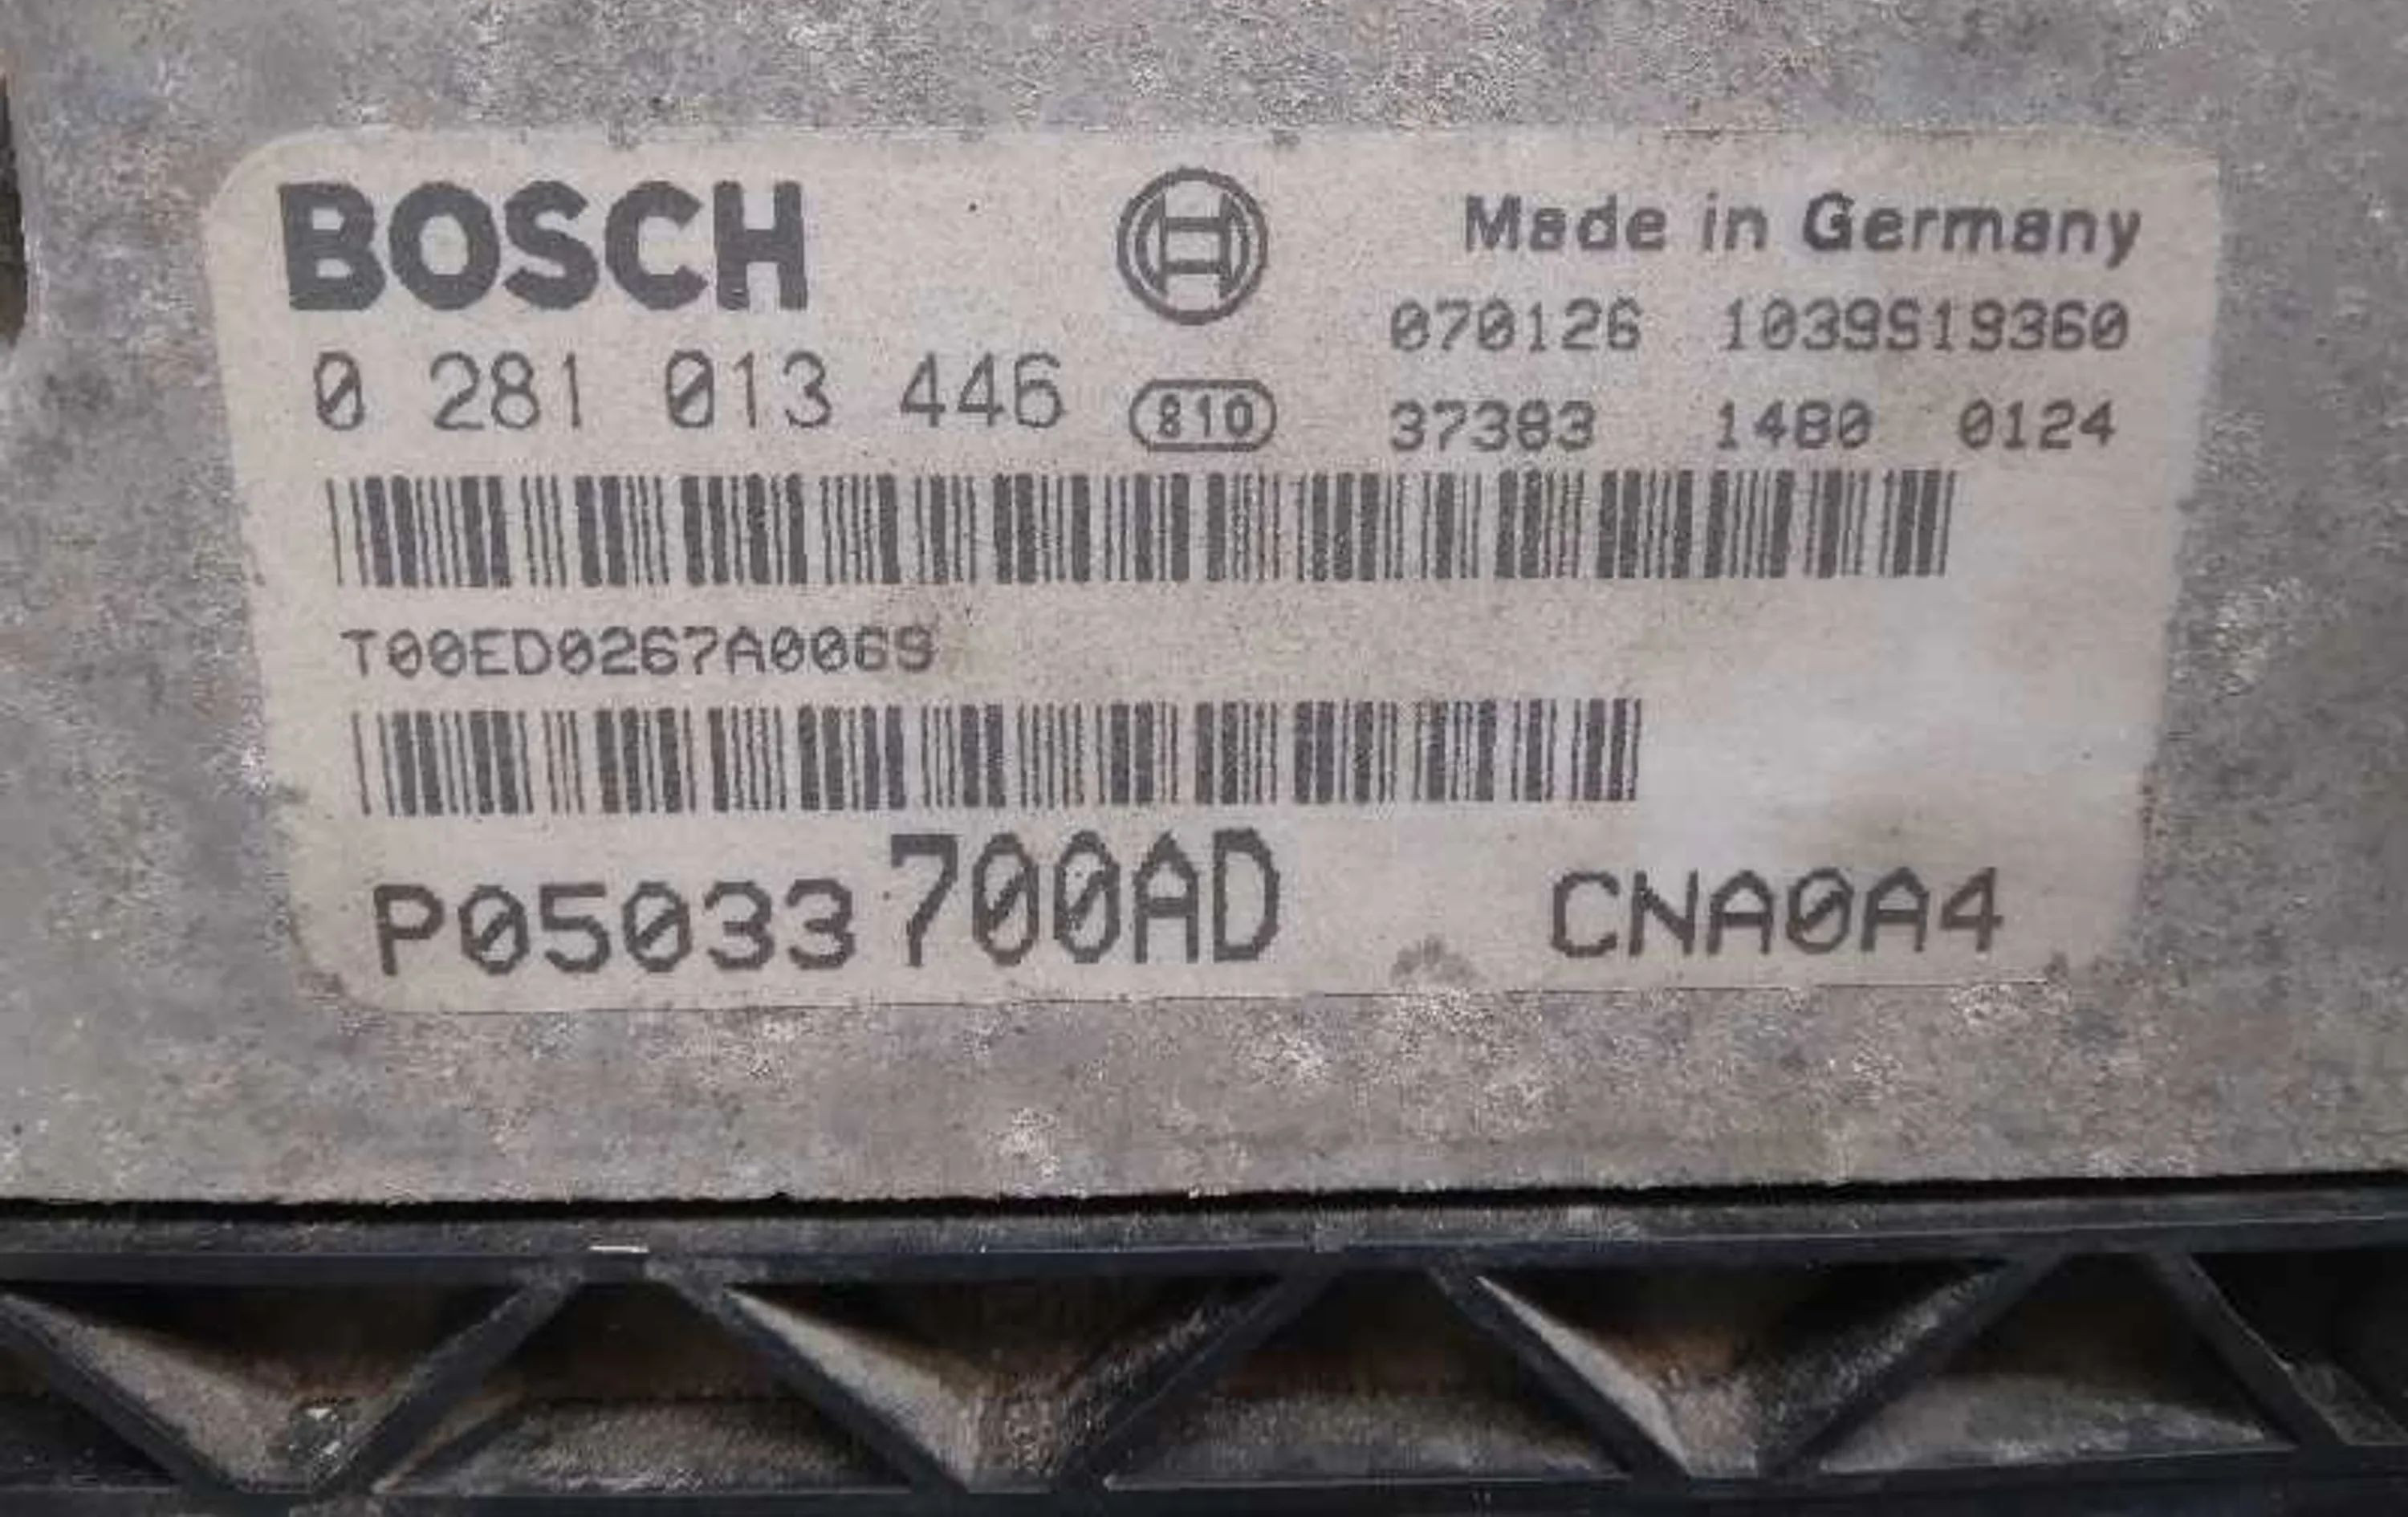 BOSCH
Made in Germany
070126 1039S19360
0 281 013 446 810 37383 1480 0124
T00ED0267A0069
P05033700AD CNA0A4